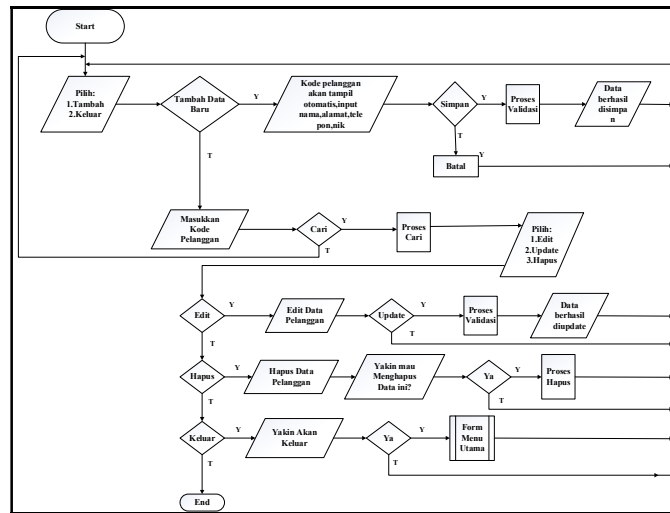 Start
Pilih:
1.Tambah
2.Keluar
Tambah Data
Baru
Y
T
Kode pelanggan
akan tampil
otomatis,input
nama,alamat,tele
pon,nik
Simpan
Y
T
Proses
Validasi
Data
berhasil
disimpa
n
Batal
Y
Masukkan
Kode
Pelanggan
Cari
Y
T
Proses
Cari
Pilih:
1.Edit
2.Update
3.Hapus
Edit
Y
T
Edit Data
Pelanggan
Update
Y
T
Proses
Validasi
Data
berhasil
diupdate
Hapus
Y
T
Hapus Data
Pelanggan
Yakin mau
Menghapus
Data ini?
Ya
Y
T
Proses
Hapus
Keluar
Y
T
Yakin Akan
Keluar
Ya
Y
T
Form
Menu
Utama
End